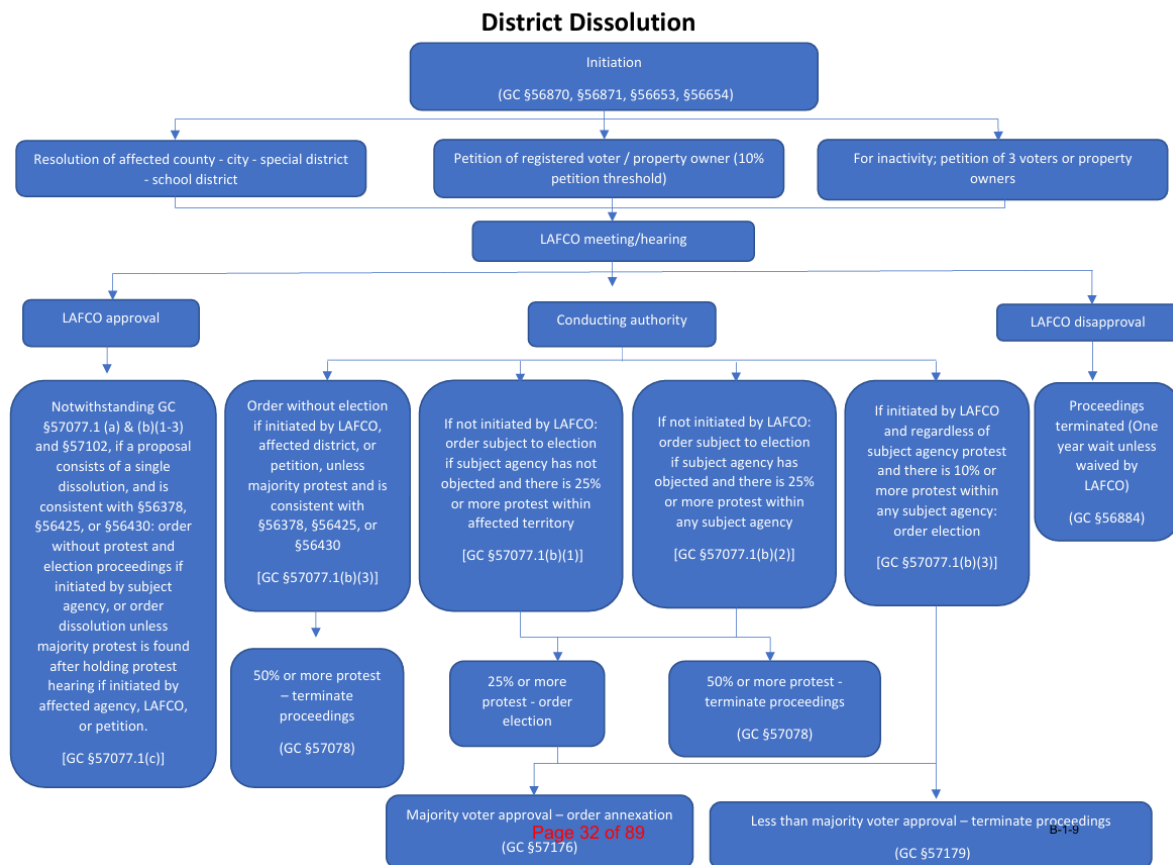 District Dissolution
Initiation
(GC §56870, §56871, §56653, §56654)
Resolution of affected county - city - special district
- school district
Petition of registered voter / property owner (10%
petition threshold)
For inactivity; petition of 3 voters or property
owners
LAFCO meeting/hearing
LAFCO approval
Conducting authority
LAFCO disapproval
Notwithstanding GC
§57077.1 (a) & (b)(1-3)
and §57102, if a proposal
consists of a single
dissolution, and is
consistent with §56378,
§56425, or §56430: order
without protest and
election proceedings if
initiated by subject
agency, or order
dissolution unless
majority protest is found
after holding protest
hearing if initiated by
affected agency, LAFCO,
or petition.
[GC §57077.1(c)]
Order without election
if initiated by LAFCO,
affected district, or
petition, unless
majority protest and is
consistent with
§56378, §56425, or
§56430
[GC §57077.1(b)(3)]
If not initiated by LAFCO:
order subject to election
if subject agency has not
objected and there is 25%
or more protest within
affected territory
[GC §57077.1(b)(1)]
If not initiated by LAFCO:
order subject to election
if subject agency has
objected and there is 25%
or more protest within
any subject agency
[GC §57077.1(b)(2)]
If initiated by LAFCO
and regardless of
subject agency protest
and there is 10% or
more protest within
any subject agency:
order election
[GC §57077.1(b)(3)]
Proceedings
terminated (One
year wait unless
waived by
LAFCO)
(GC §56884)
50% or more protest
– terminate
proceedings
(GC §57078)
25% or more
protest - order
election
50% or more protest -
terminate proceedings
(GC §57078)
Majority voter approval – order annexation
(GC §57176)
Less than majority voter approval – terminate proceedings
(GC §57179)
Page 32 of 89
B-1-9